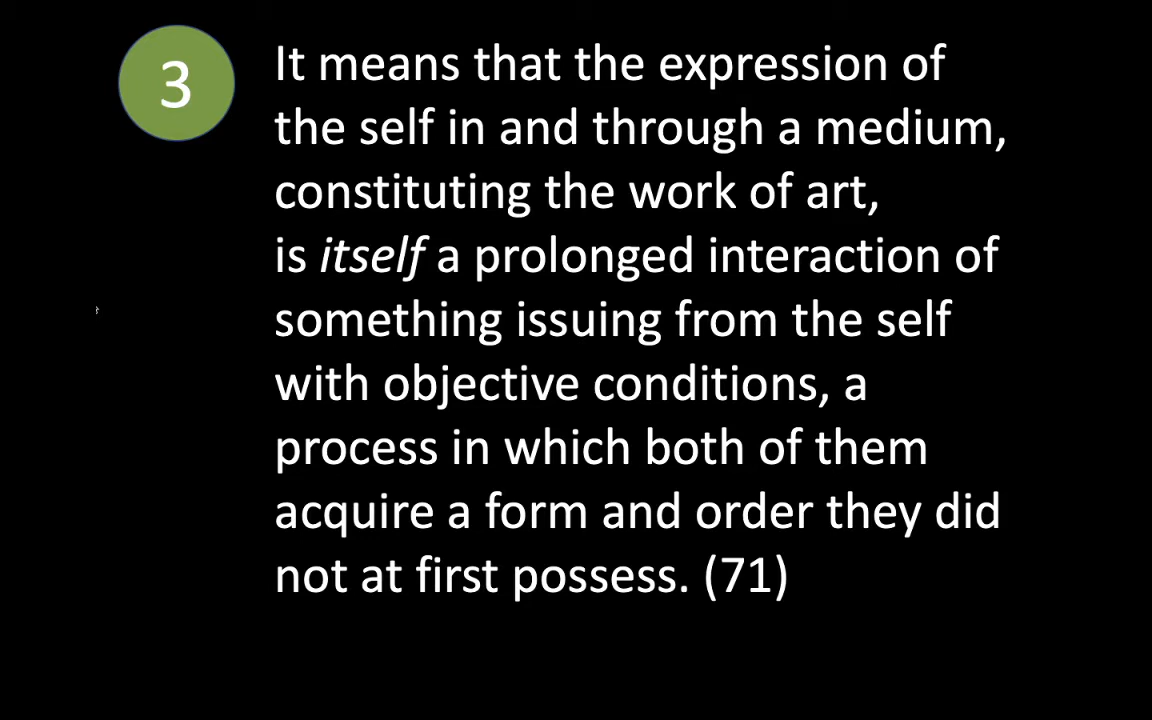 3
It means that the expression of
the self in and through a medium,
constituting the work of art,
is itself a prolonged interaction of
something issuing from the self
with objective conditions, a
process in which both of them
acquire a form and order they did
not at first possess. (71)